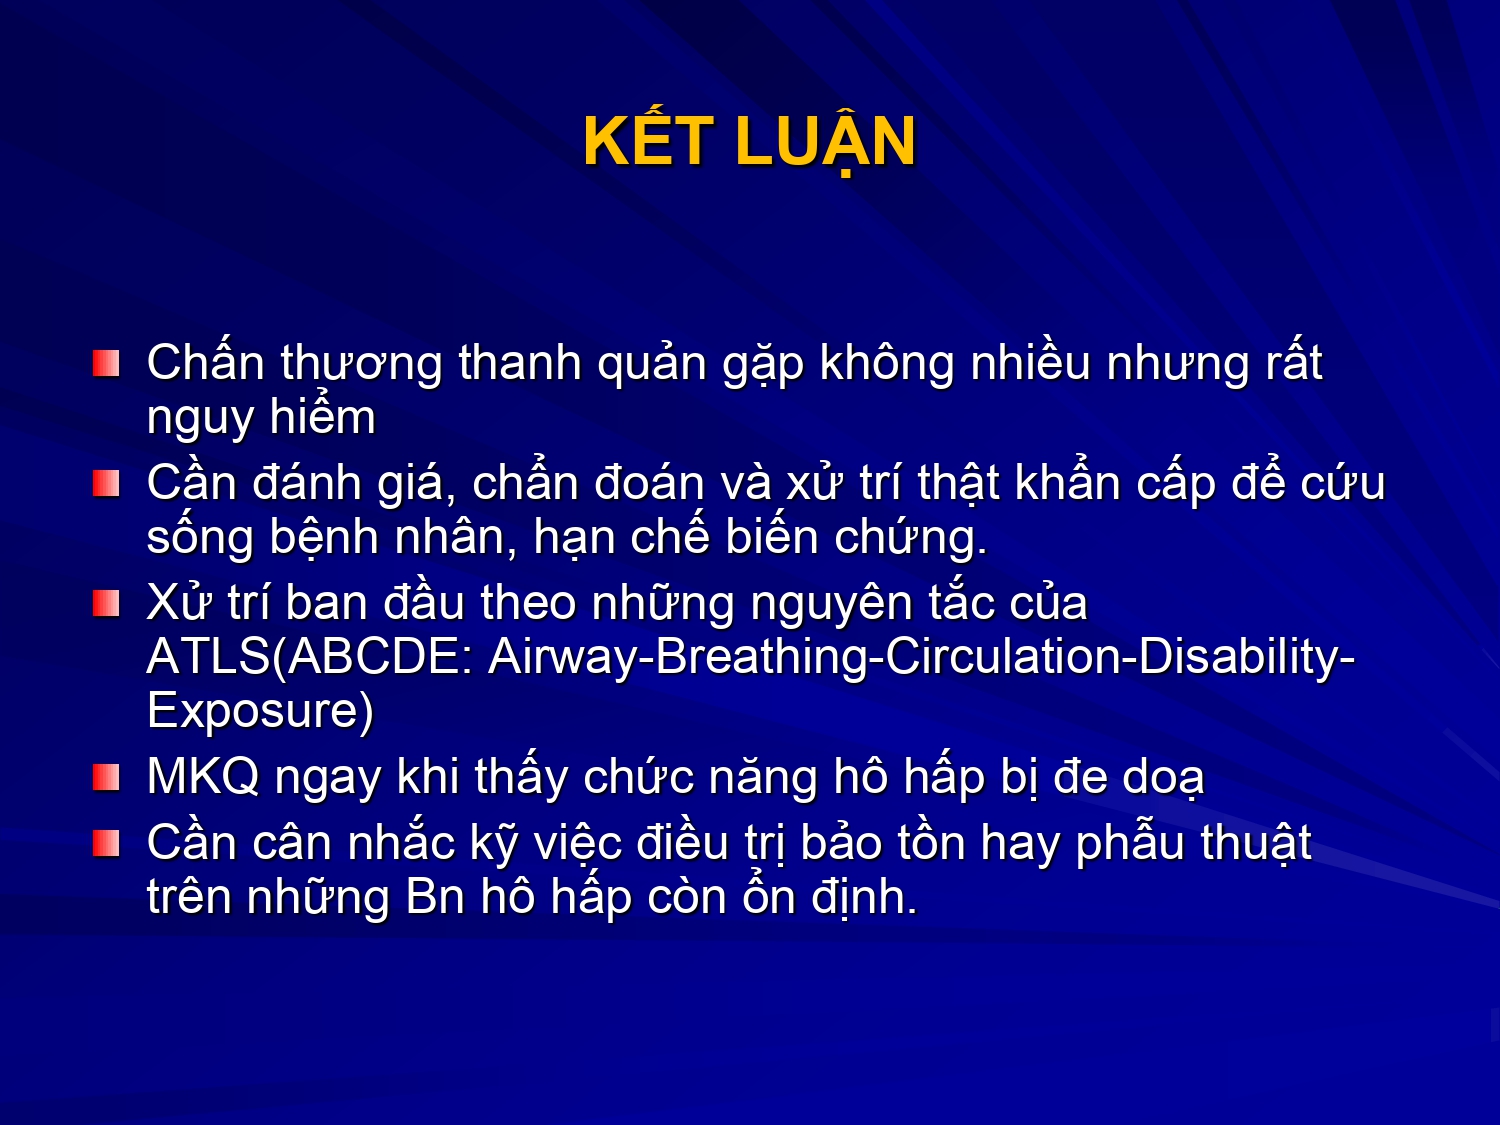 KẾT LUẬN
Chấn thương thanh quản gặp không nhiều nhưng rất
nguy hiểm
Cần đánh giá, chẩn đoán và xử trí thật khẩn cấp để cứu
sống bệnh nhân, hạn chế biến chứng.
Xử trí ban đầu theo những nguyên tắc của
ATLS(ABCDE: Airway-Breathing-Circulation-Disability-
Exposure)
MKQ ngay khi thấy chức năng hô hấp bị đe doạ
Cần cân nhắc kỹ việc điều trị bảo tồn hay phẫu thuật
trên những Bn hô hấp còn ổn định.